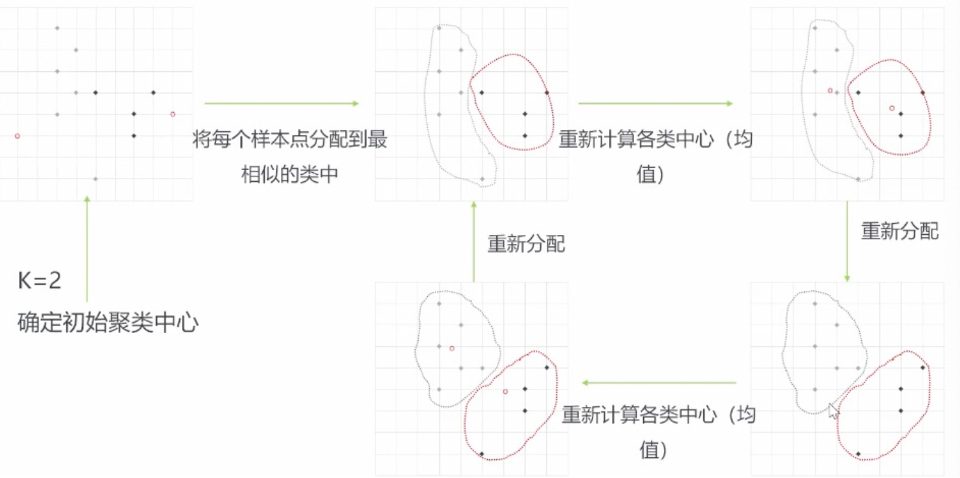 将每个样本点分配到最
相似的类中
重新计算各类中心（均
值）
重新分配
重新分配
K=2
确定初始聚类中心
重新计算各类中心（均
值）